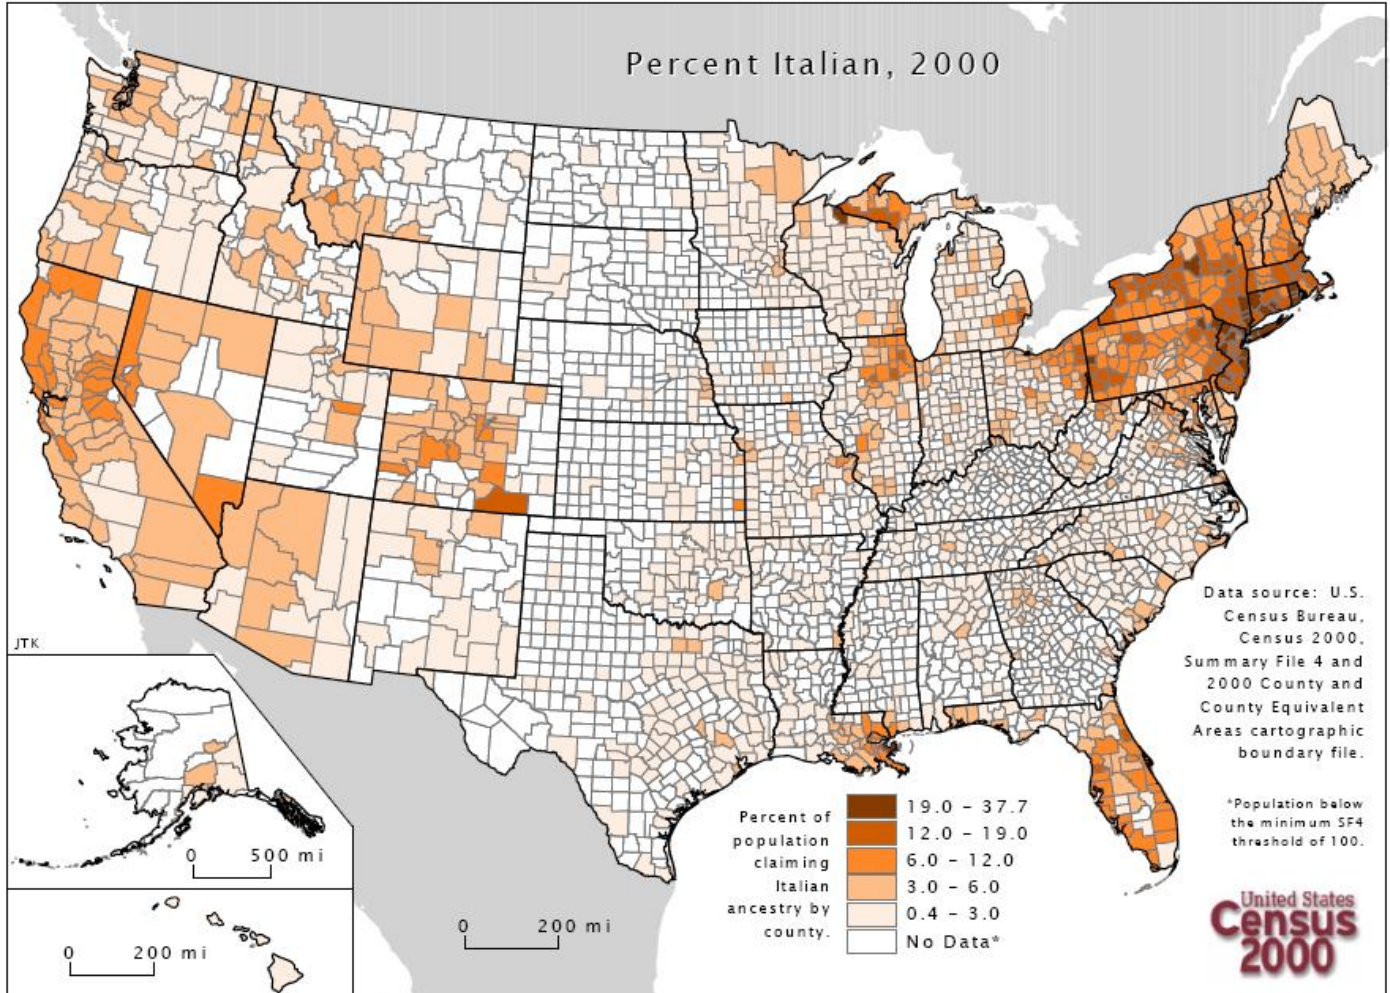 Percent Italian, 2000
JTK
Data source: U.S.
Census Bureau,
Census 2000,
Summary File 4 and
2000 County and
County Equivalent
Areas cartographic
boundary file.
*Population below
the minimum SF4
threshold of 100.
Percent of
population
claiming
Italian
ancestry by
county.
19.0 – 37.7
12.0 – 19.0
6.0 – 12.0
3.0 – 6.0
0.4 – 3.0
No Data*
0 500 mi
0 200 mi
0 200 mi
United States
Census
2000